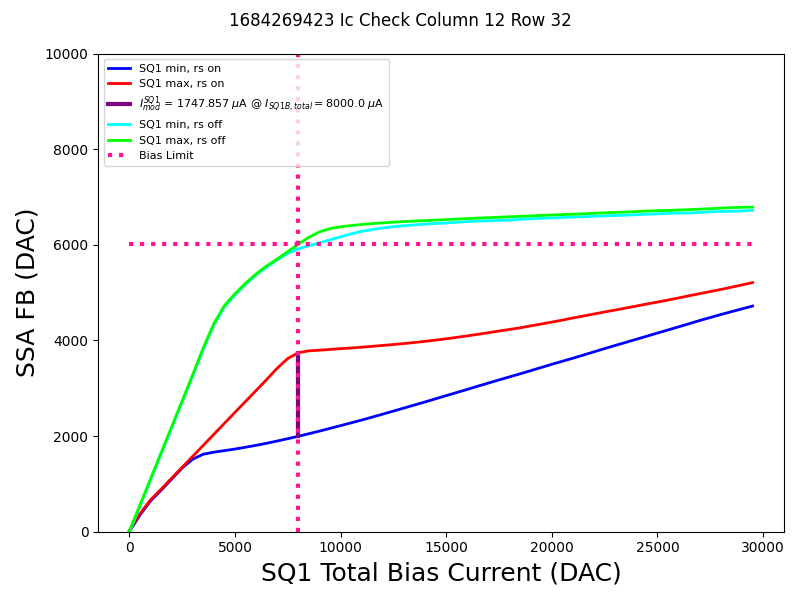 1684269423 Ic Check Column 12 Row 32
SSA FB (DAC)
10000
8000
6000
4000
2000
0
SQ1 min, rs on
SQ1 max, rs on
I_{mod}^{SQ1} = 1747.857 μA @ I_{SQ1B,total} = 8000.0 μA
SQ1 min, rs off
SQ1 max, rs off
Bias Limit
0 5000 10000 15000 20000 25000 30000
SQ1 Total Bias Current (DAC)